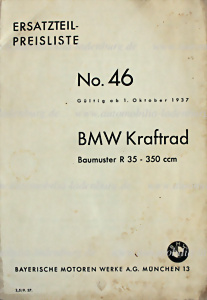 ERSATZTEIL-
PREISLISTE
No. 46
Gültig ab 1. Oktober 1937
BMW Kraftrad
Baumuster R 35 - 350 ccm
BAYERISCHE MOTOREN WERKE A.G. MÜNCHEN 13